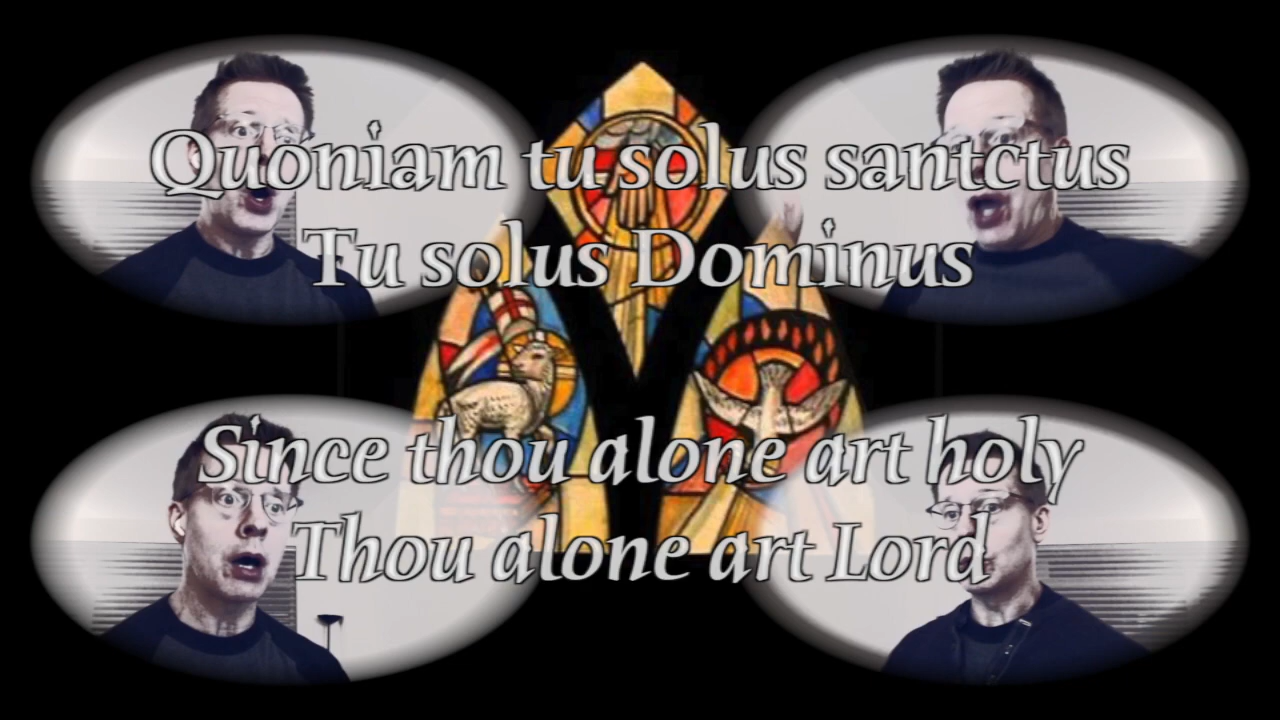 Quoniam tu solus santctus
Tu solus Dominus
Since thou alone art holy
Thou alone art Lord